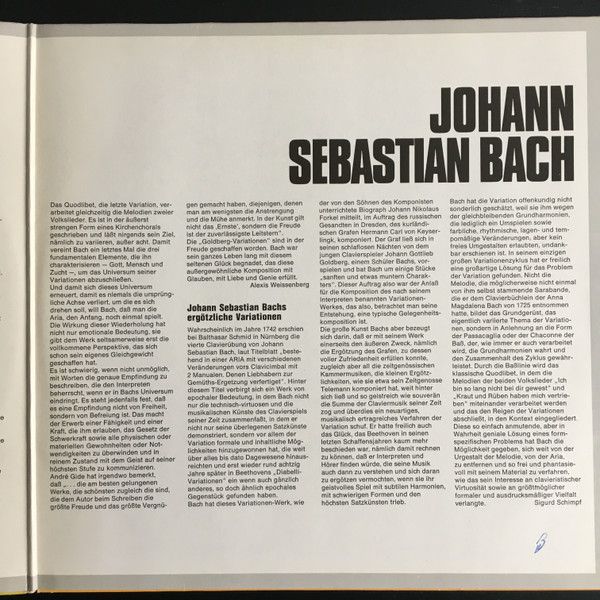 JOHANN
SEBASTIAN BACH
Das Quodlibet, die letzte Variation, ver-
arbeitet gleichzeitig die Melodien zweier
Volkslieder. Es ist in der äußerst
strengen Form eines Kirchenchorals
geschrieben und läßt nirgends sein Ziel,
nämlich zu variieren, außer acht. Damit
vereint Bach ein letztes Mal die drei
fundamentalen Elemente, die ihn
charakterisieren — Gott, Mensch und
Zucht —, um das Universum seiner
Variationen abzuschließen.
Und damit sich dieses Universum
erneuert, damit es niemals die ursprüng-
liche Achse verliert, um die es sich
drehen soll, will Bach, daß man die
Aria, den Anfang, noch einmal spielt.
Die Wirkung dieser Wiederholung hat
nicht nur emotionale Bedeutung, sie
gibt dem Werk seltsamerweise erst die
vollkommene Perspektive, das sich
schon sein eigenes Gleichgewicht
geschaffen hat.
Es ist schwierig, wenn nicht unmöglich,
mit Worten die genaue Empfindung zu
beschreiben, die den Interpreten
beherrscht, wenn er in Bachs Universum
eindringt. Es steht jedenfalls fest, daß
es eine Empfindung nicht von Freiheit,
sondern von Befreiung ist. Das macht
der Erwerb einer Fähigkeit und einer
Kraft, die ihm erlauben, das Gesetz der
Schwerkraft sowie alle physischen oder
materiellen Gewohnheiten oder Not-
wendigkeiten zu überwinden und in
reinem Zustand mit dem Geist auf seiner
höchsten Stufe zu kommunizieren.
André Gide hat irgendwo bemerkt,
daß „ . . . die am besten gelungenen
Werke, die schönsten zugleich die sind,
die dem Autor beim Schreiben die
größte Freude und das größte Vergnü-
gen gemacht haben, diejenigen, denen
man am wenigsten die Anstrengung
und die Mühe anmerkt. In der Kunst gilt
nicht das ‚Ernste‘, sondern die Freude
ist der zuverlässigste Leitstern“.
Die „Goldberg-Variationen“ sind in der
Freude geschaffen worden. Bach war
sein ganzes Leben lang mit diesem
seltenen Glück begnadet, das diese
außergewöhnliche Komposition mit
Glauben, mit Liebe und Genie erfüllt.
Alexis Weissenberg
Johann Sebastian Bachs
ergötzliche Variationen
Wahrscheinlich im Jahre 1742 erschien
bei Balthasar Schmid in Nürnberg die
vierte Clavierübung von Johann
Sebastian Bach, laut Titelblatt „beste-
hend in einer ARIA mit verschiedenen
Veränderungen vors Clavicimbal mit
2 Manualen. Denen Liebhabern zur
Gemüths-Ergetzung verfertiget“. Hinter
diesem Titel verbirgt sich ein Werk von
epochaler Bedeutung, in dem Bach nicht
nur die technisch-virtuosen und die
musikalischen Künste des Clavierspiels
seiner Zeit zusammenfaßt, in dem er
nicht nur einen überlegenen Satzkünste
demonstriert, sondern vor allem der
Variation formale und inhaltliche Mög-
lichkeiten hinzugewonnen hat, die weit
über alles bis dato Dagewesene hinaus-
reichten und erst wieder rund achtzig
Jahre später in Beethovens „Diabelli-
Variationen“ ein wenn auch gänzlich
anderes, so doch ähnlich epochales
Gegenstück gefunden haben.
Bach hat dieses Variationen-Werk, wie
der von den Söhnen des Komponisten
unterrichtete Biograph Johann Nikolaus
Forkel mitteilt, im Auftrag des russischen
Gesandten in Dresden, des kurländi-
schen Grafen Hermann Carl von Keyser-
lingk, komponiert. Der Graf ließ sich in
seinen schlaflosen Nächten von dem
jungen Clavierspieler Johann Gottlieb
Goldberg, einem Schüler Bachs, vor-
spielen und bat Bach um einige Stücke
„sanften und etwas muntern Charak-
ters“. Dieser Auftrag also war der Anlaß
für die Komposition des nach seinem
Interpreten benannten Variationen-
Werkes, das also, betrachtet man seine
Entstehung, eine typische Gelegenheits-
komposition ist.
Die große Kunst Bachs aber bezeugt
sich darin, daß er mit seinem Werk
einerseits dem äußeren Zweck, nämlich
die Ergötzung des Grafen, zu dessen
voller Zufriedenheit erfüllen konnte,
zugleich aber all die zeitgenössischen
Kammermusiken, die kleinen Ergötz-
lichkeiten, wie sie etwa sein Zeitgenosse
Telemann komponiert hat, weit hinter
sich ließ und so geistreich wie souverän
die Summe der Claviermusik seiner Zeit
zog und überdies ein neuartiges,
musikalisch ertragreiches Verfahren der
Variation schuf. Er hatte freilich auch
das Glück, das Beethoven in seinen
letzten Schaffensjahren kaum mehr
beschieden war, nämlich damit rechnen
zu können, daß er Interpreten und
Hörer finden würde, die seine Musik
auch dann zu verstehen und sich daran
zu ergötzen vermochten, wenn sie ihr
geistvolles Spiel mit subtilen Harmonien,
mit schwierigen Formen und den
höchsten Satzkünsten trieb.
Bach hat die Variation offenkundig nicht
sonderlich geschätzt, weil sie ihm wegen
der gleichbleibenden Grundharmonien,
die lediglich ein Umspielen sowie
farbliche, rhythmische, lagen- und tem-
pomäßige Veränderungen, aber kein
freies Umgestalten erlaubten, undank-
bar erschienen ist. In seinem einzigen
großen Variationenzyklus hat er freilich
eine großartige Lösung für das Problem
der Variation gefunden. Nicht die
Melodie, die möglicherweise nicht einmal
von ihm selbst stammende Sarabande,
die er dem Clavierbüchlein der Anna
Magdalena Bach von 1725 entnommen
hatte, bildet das Grundgerüst, das
eigentlich variierte Thema der Variatio-
nen, sondern in Anlehnung an die Form
der Passacaglia oder der Chaconne der
Baß, der, wie immer er auch verarbeitet
wird, die Grundharmonien wahrt und
den Zusammenhalt des Zyklus gewähr-
leistet. Durch die Baßlinie wird das
klassische Quodlibet, in dem die
Melodien der beiden Volkslieder „Ich
bin so lang nicht bei dir gewest“ und
„Kraut und Rüben haben mich vertrie-
ben“ miteinander verarbeitet werden
und das den Reigen der Variationen
abschließt, in den Kontext eingegliedert.
Diese so einfach anmutende, aber in
Wahrheit geniale Lösung eines form-
spezifischen Problems hat Bach die
Möglichkeit gegeben, sich weit von der
Urgestalt der Melodie, von der Aria,
zu entfernen und so frei und phantasie-
voll mit seinem Material zu verfahren,
wie das sein Interesse an clavieristischer
Virtuosität sowie an größtmöglicher
formaler und ausdrucksmäßiger Vielfalt
verlangte. Sigurd Schimpf